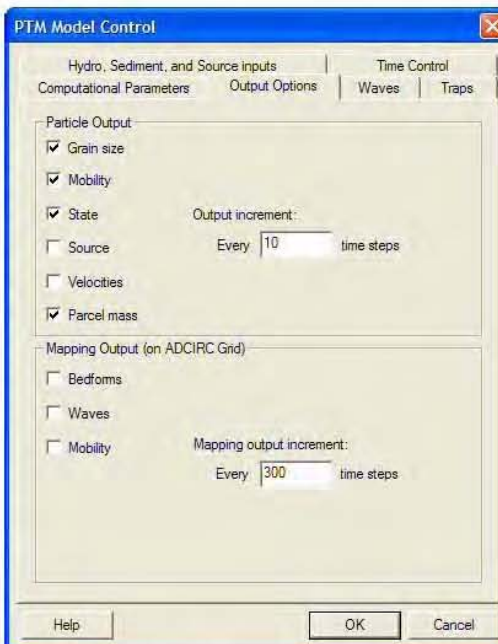 PTM Model Control
Hydro, Sediment, and Source inputs
Time Control
Computational Parameters
Output Options
Waves
Traps
Particle Output
Grain size
Mobility
State
Output increment:
Source
Every 10 time steps
Velocities
Parcel mass
Mapping Output (on ADCIRC Grid)
Bedforms
Waves
Mobility
Mapping output increment:
Every 300 time steps
Help
OK
Cancel